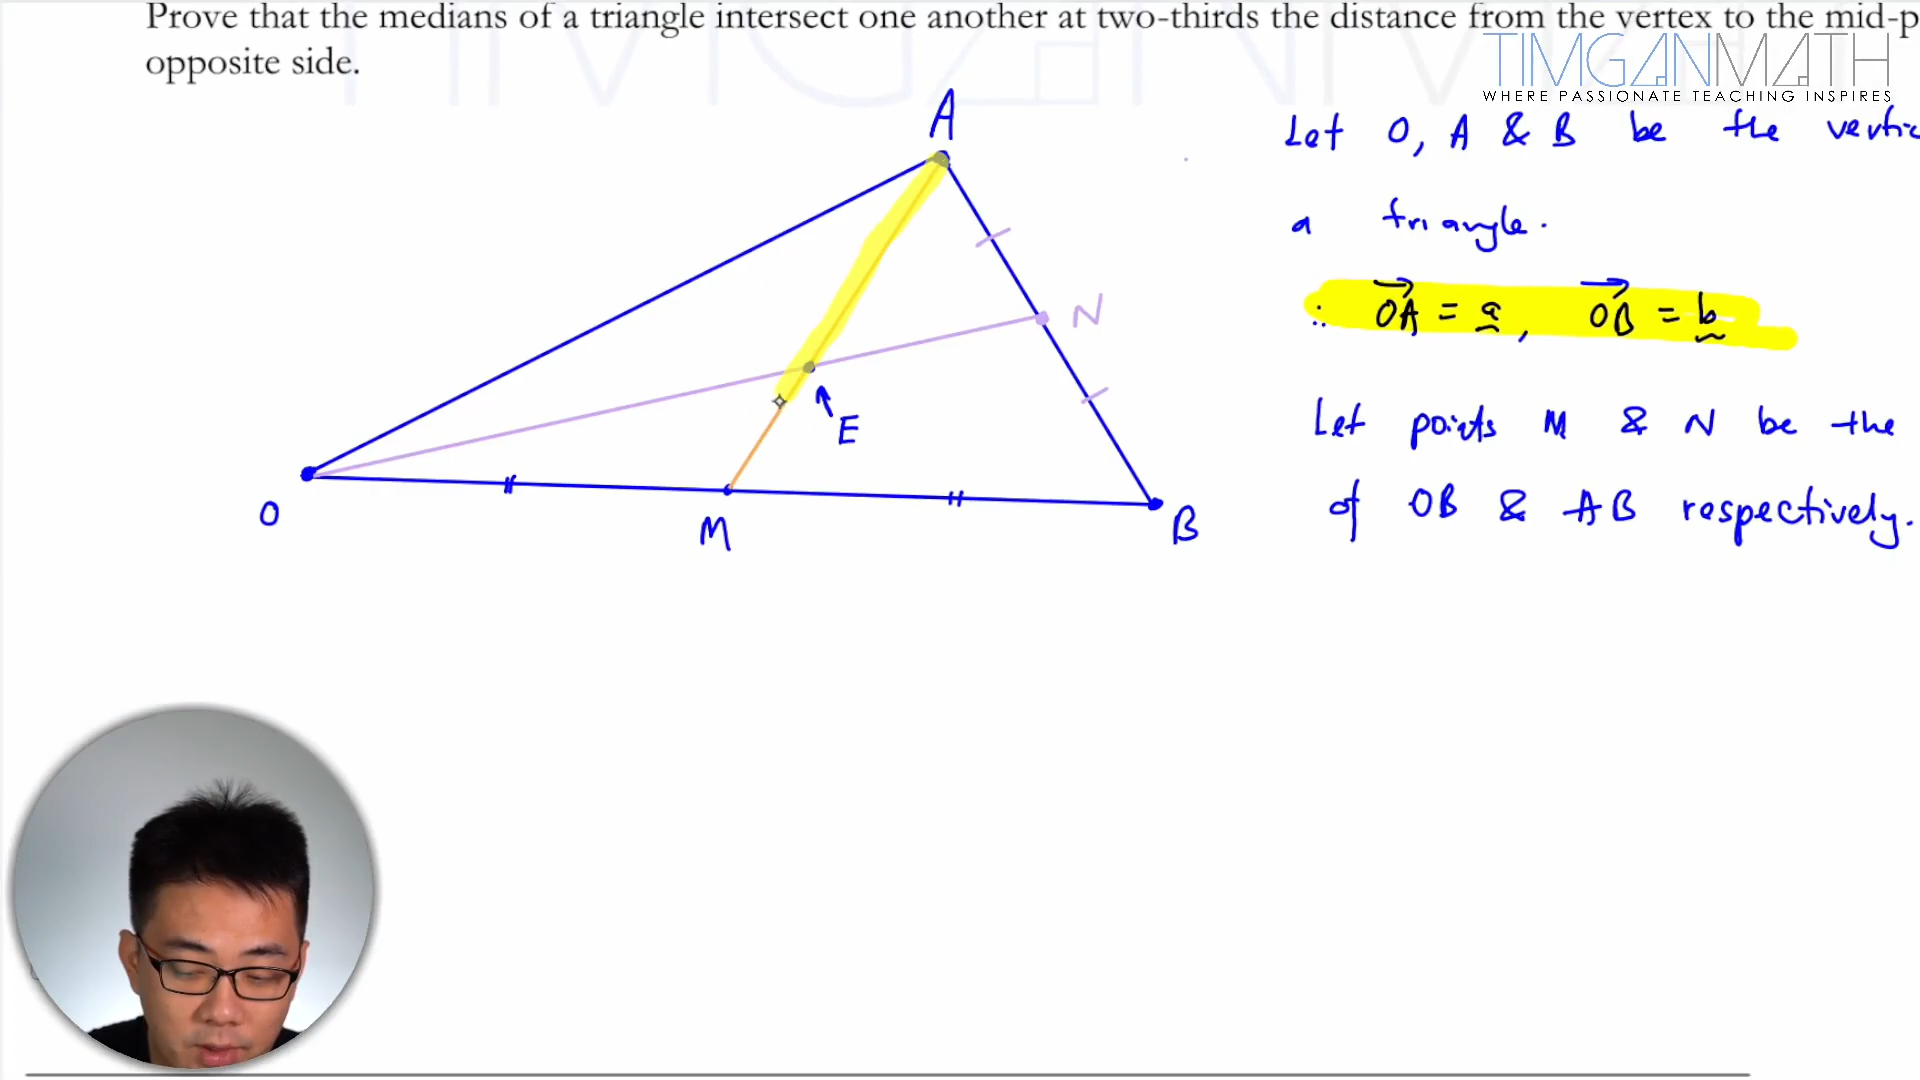 Prove that the medians of a triangle intersect one another at two-thirds the distance from the vertex to the mid-p
opposite side.
TIMGANMATH
WHERE PASSIONATE TEACHING INSPIRES
A
Let O, A & B be the vertic
a triangle.
∴ OA = a, OB = b
N
E
Let points M & N be the
of OB & AB respectively.
O
M
B